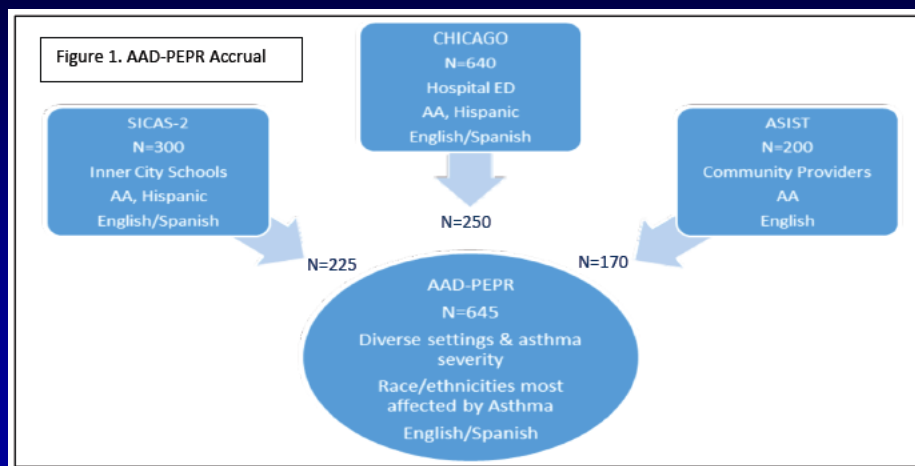 Figure 1. AAD-PEPR Accrual
CHICAGO
N=640
Hospital ED
AA, Hispanic
English/Spanish
SICAS-2
N=300
Inner City Schools
AA, Hispanic
English/Spanish
ASIST
N=200
Community Providers
AA
English
N=225
N=250
N=170
AAD-PEPR
N=645
Diverse settings & asthma
severity
Race/ethnicities most
affected by Asthma
English/Spanish